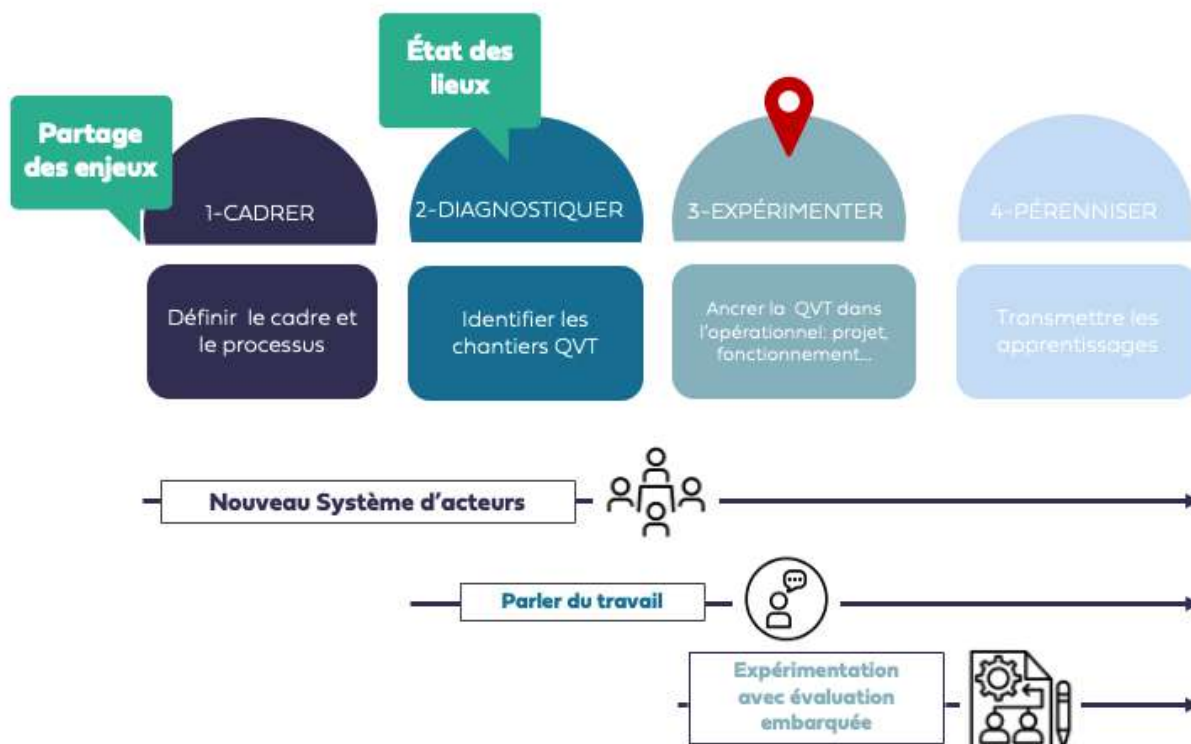 État des
lieux
Partage
des enjeux
1-CADRER
2-DIAGNOSTIQUER
3-EXPÉRIMENTER
4-PÉRENNISER
Définir le cadre et
le processus
Identifier les
chantiers QVT
Ancrer la QVT dans
l'opérationnel: projet,
fonctionnement...
Transmettre les
apprentissages
Nouveau Système d'acteurs
Parler du travail
Expérimentation
avec évaluation
embarquée